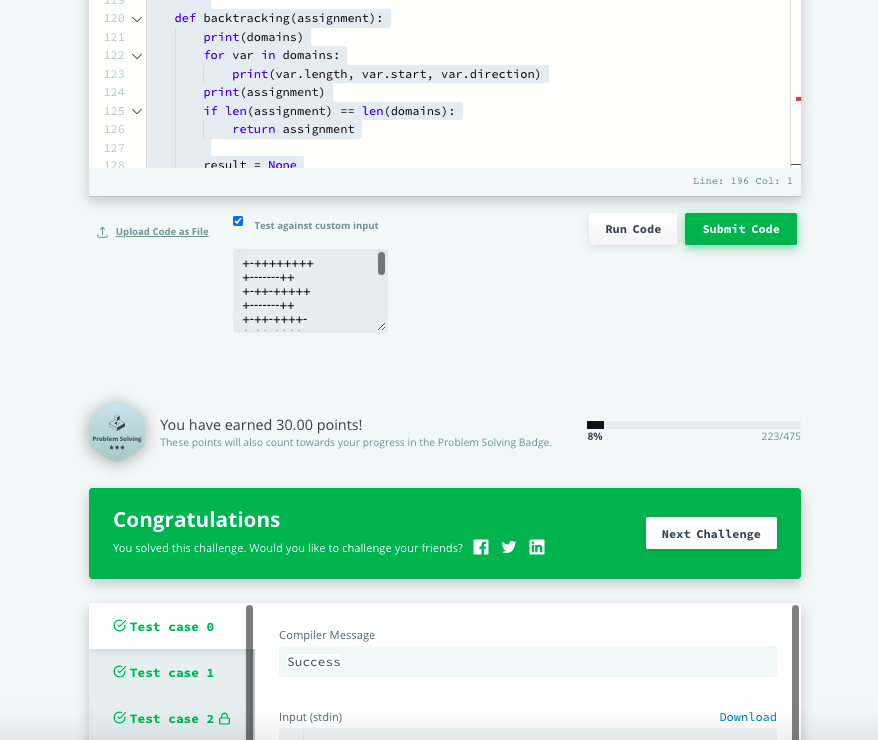 119
120 def backtracking(assignment):
121 print(domains)
122 for var in domains:
123 print(var.length, var.start, var.direction)
124 print(assignment)
125 if len(assignment) == len(domains):
126 return assignment
127
128 result = None
Line: 196 Col: 1
Upload Code as File
Test against custom input
Run Code
Submit Code
+-++++++++
+-------++
+-++-+++++
+-------++
+-++-++++-
Problem Solving
You have earned 30.00 points!
These points will also count towards your progress in the Problem Solving Badge.
8%
223/475
Congratulations
You solved this challenge. Would you like to challenge your friends?
Next Challenge
Test case 0
Test case 1
Test case 2
Compiler Message
Success
Input (stdin)
Download